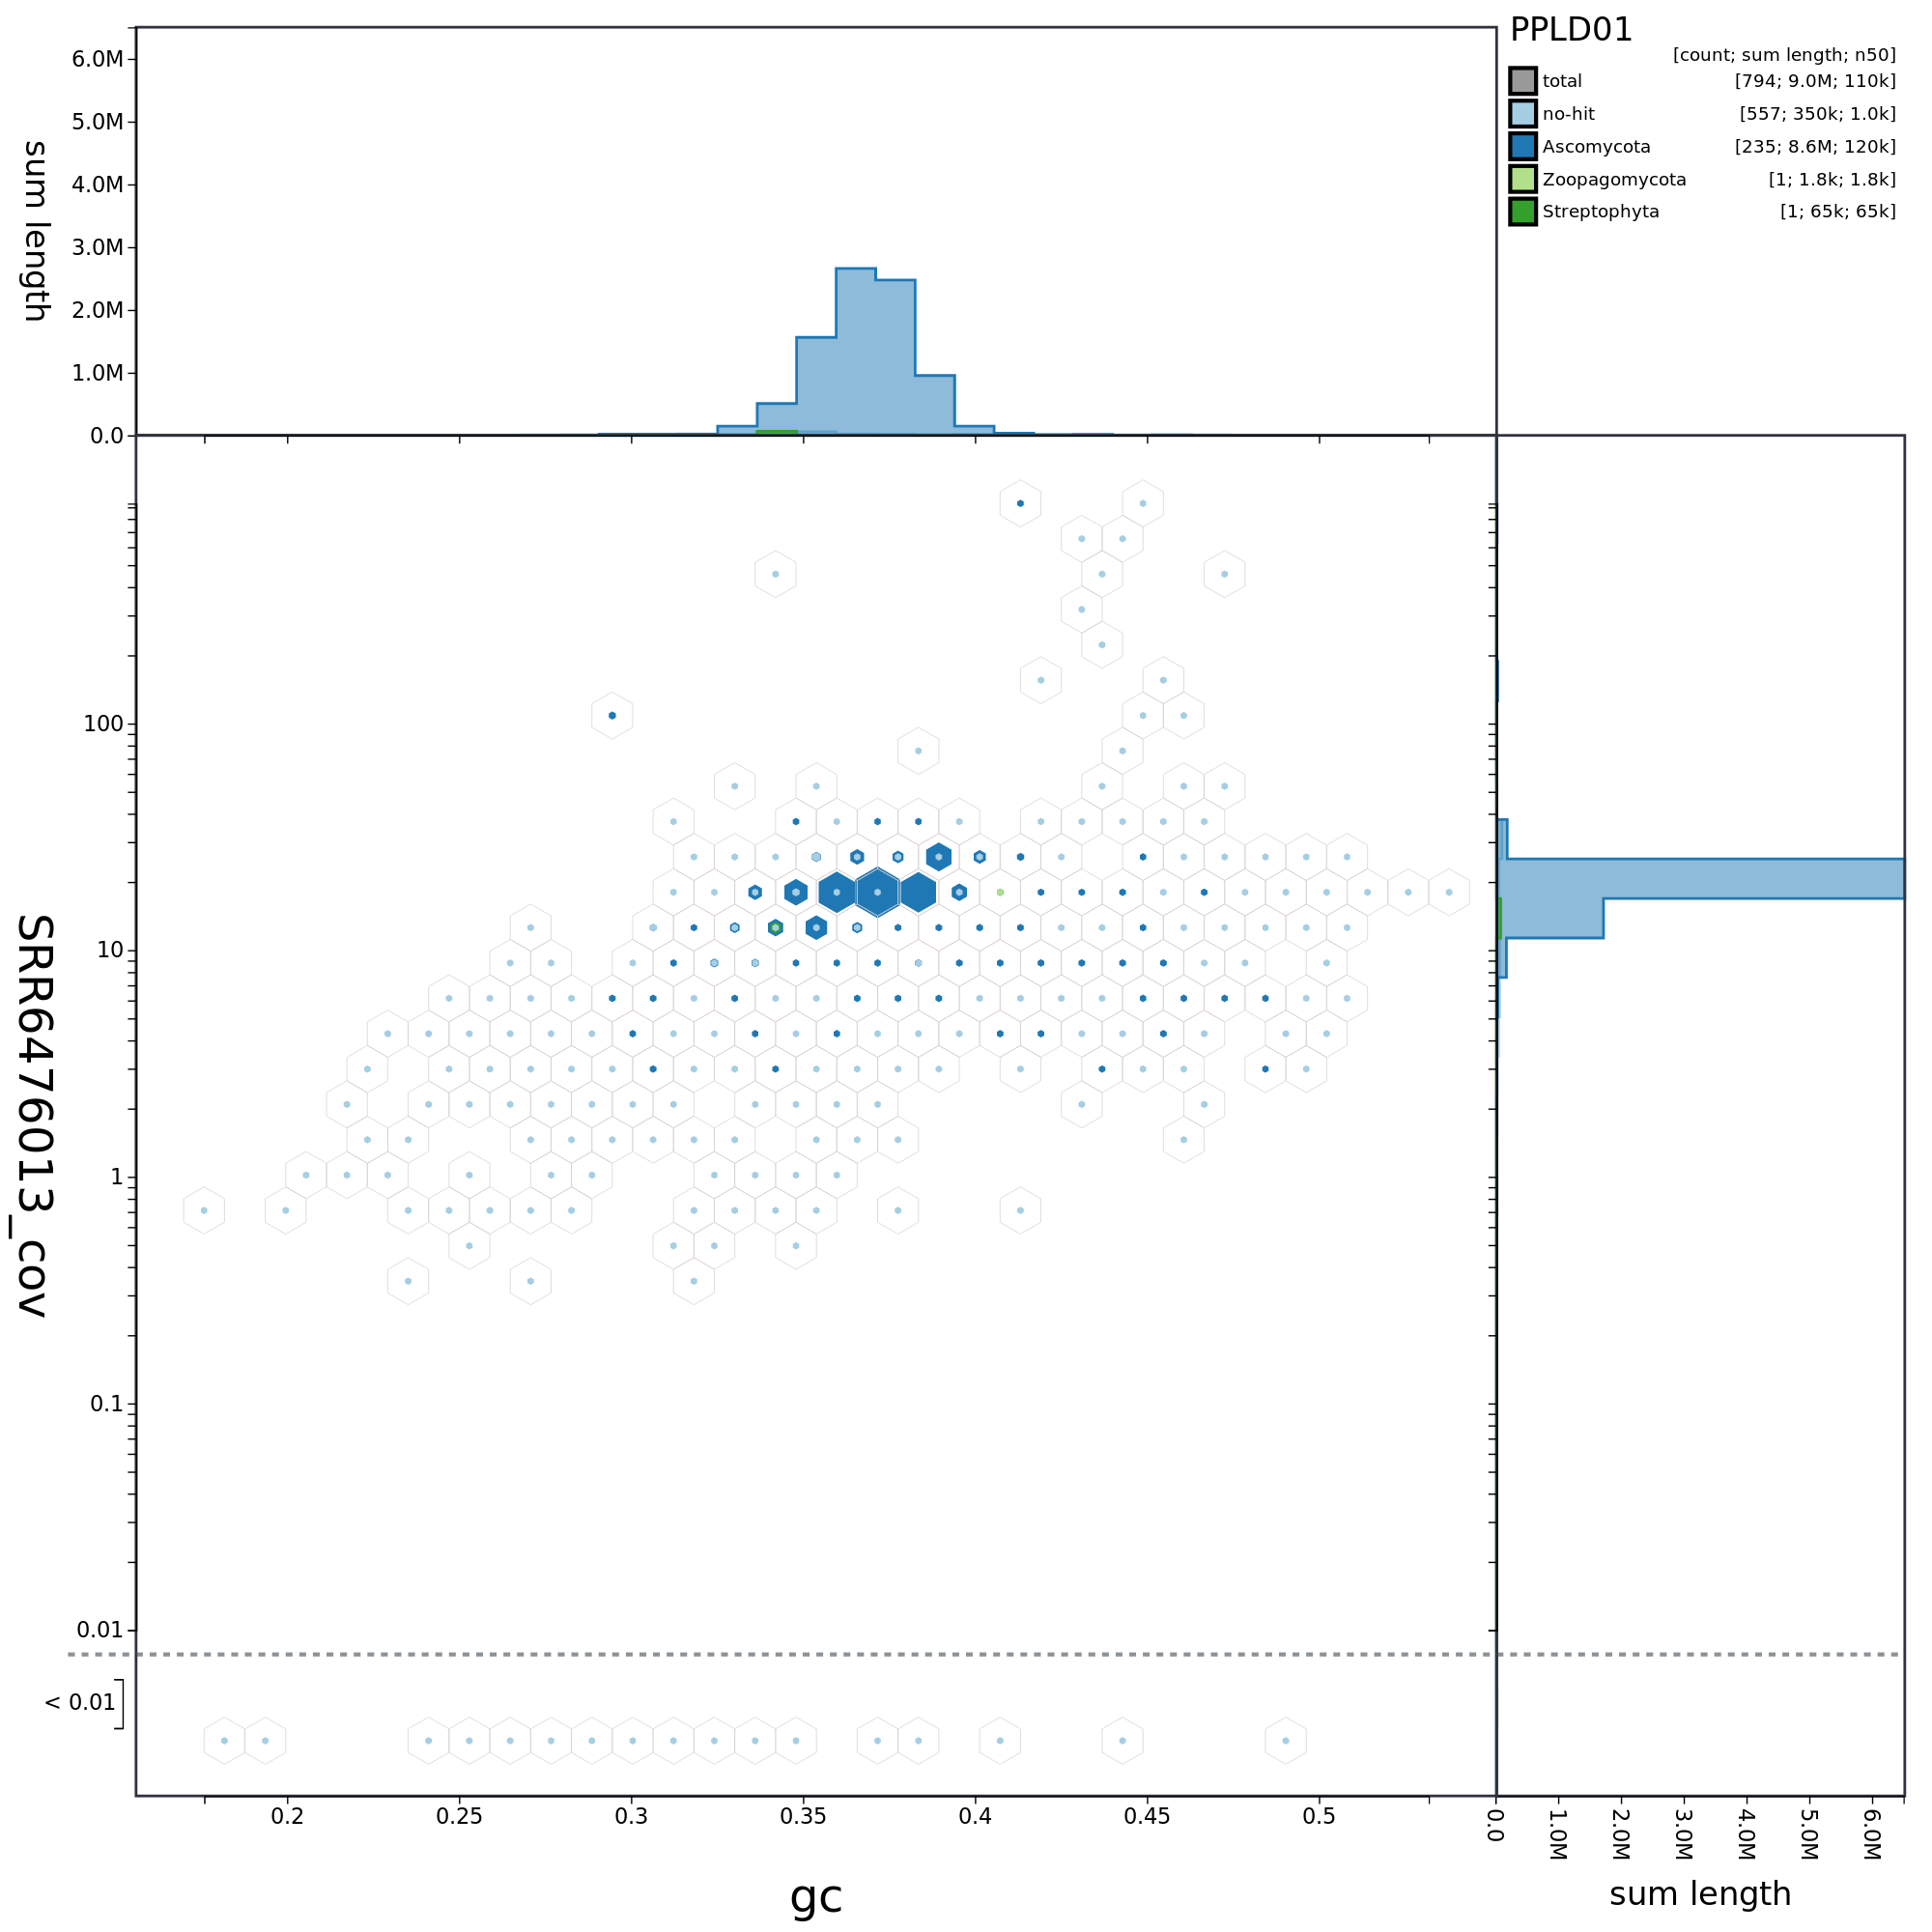 PPLD01
[count; sum length; n50]
total [794; 9.0M; 110k]
no-hit [557; 350k; 1.0k]
Ascomycota [235; 8.6M; 120k]
Zoopagomycota [1; 1.8k; 1.8k]
Streptophyta [1; 65k; 65k]
sum length
6.0M
5.0M
4.0M
3.0M
2.0M
1.0M
0.0
SRR6476013_cov
100
10
1
0.1
0.01
< 0.01
0.2 0.25 0.3 0.35 0.4 0.45 0.5
gc
0.0 1.0M 2.0M 3.0M 4.0M 5.0M 6.0M
sum length